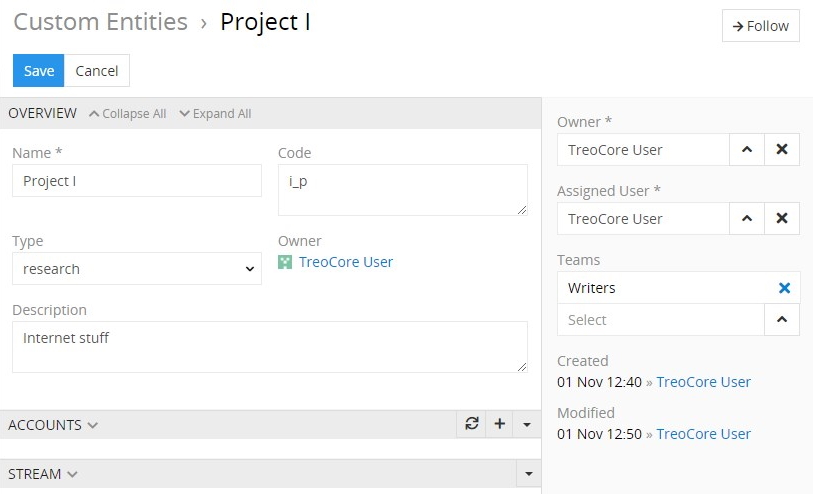 Custom Entities › Project I
Follow
Save Cancel
OVERVIEW Collapse All Expand All
Name *
Project I
Code
i_p
Type
research
Owner
TreoCore User
Description
Internet stuff
ACCOUNTS
STREAM
Owner *
TreoCore User
Assigned User *
TreoCore User
Teams
Writers
Select
Created
01 Nov 12:40 » TreoCore User
Modified
01 Nov 12:50 » TreoCore User